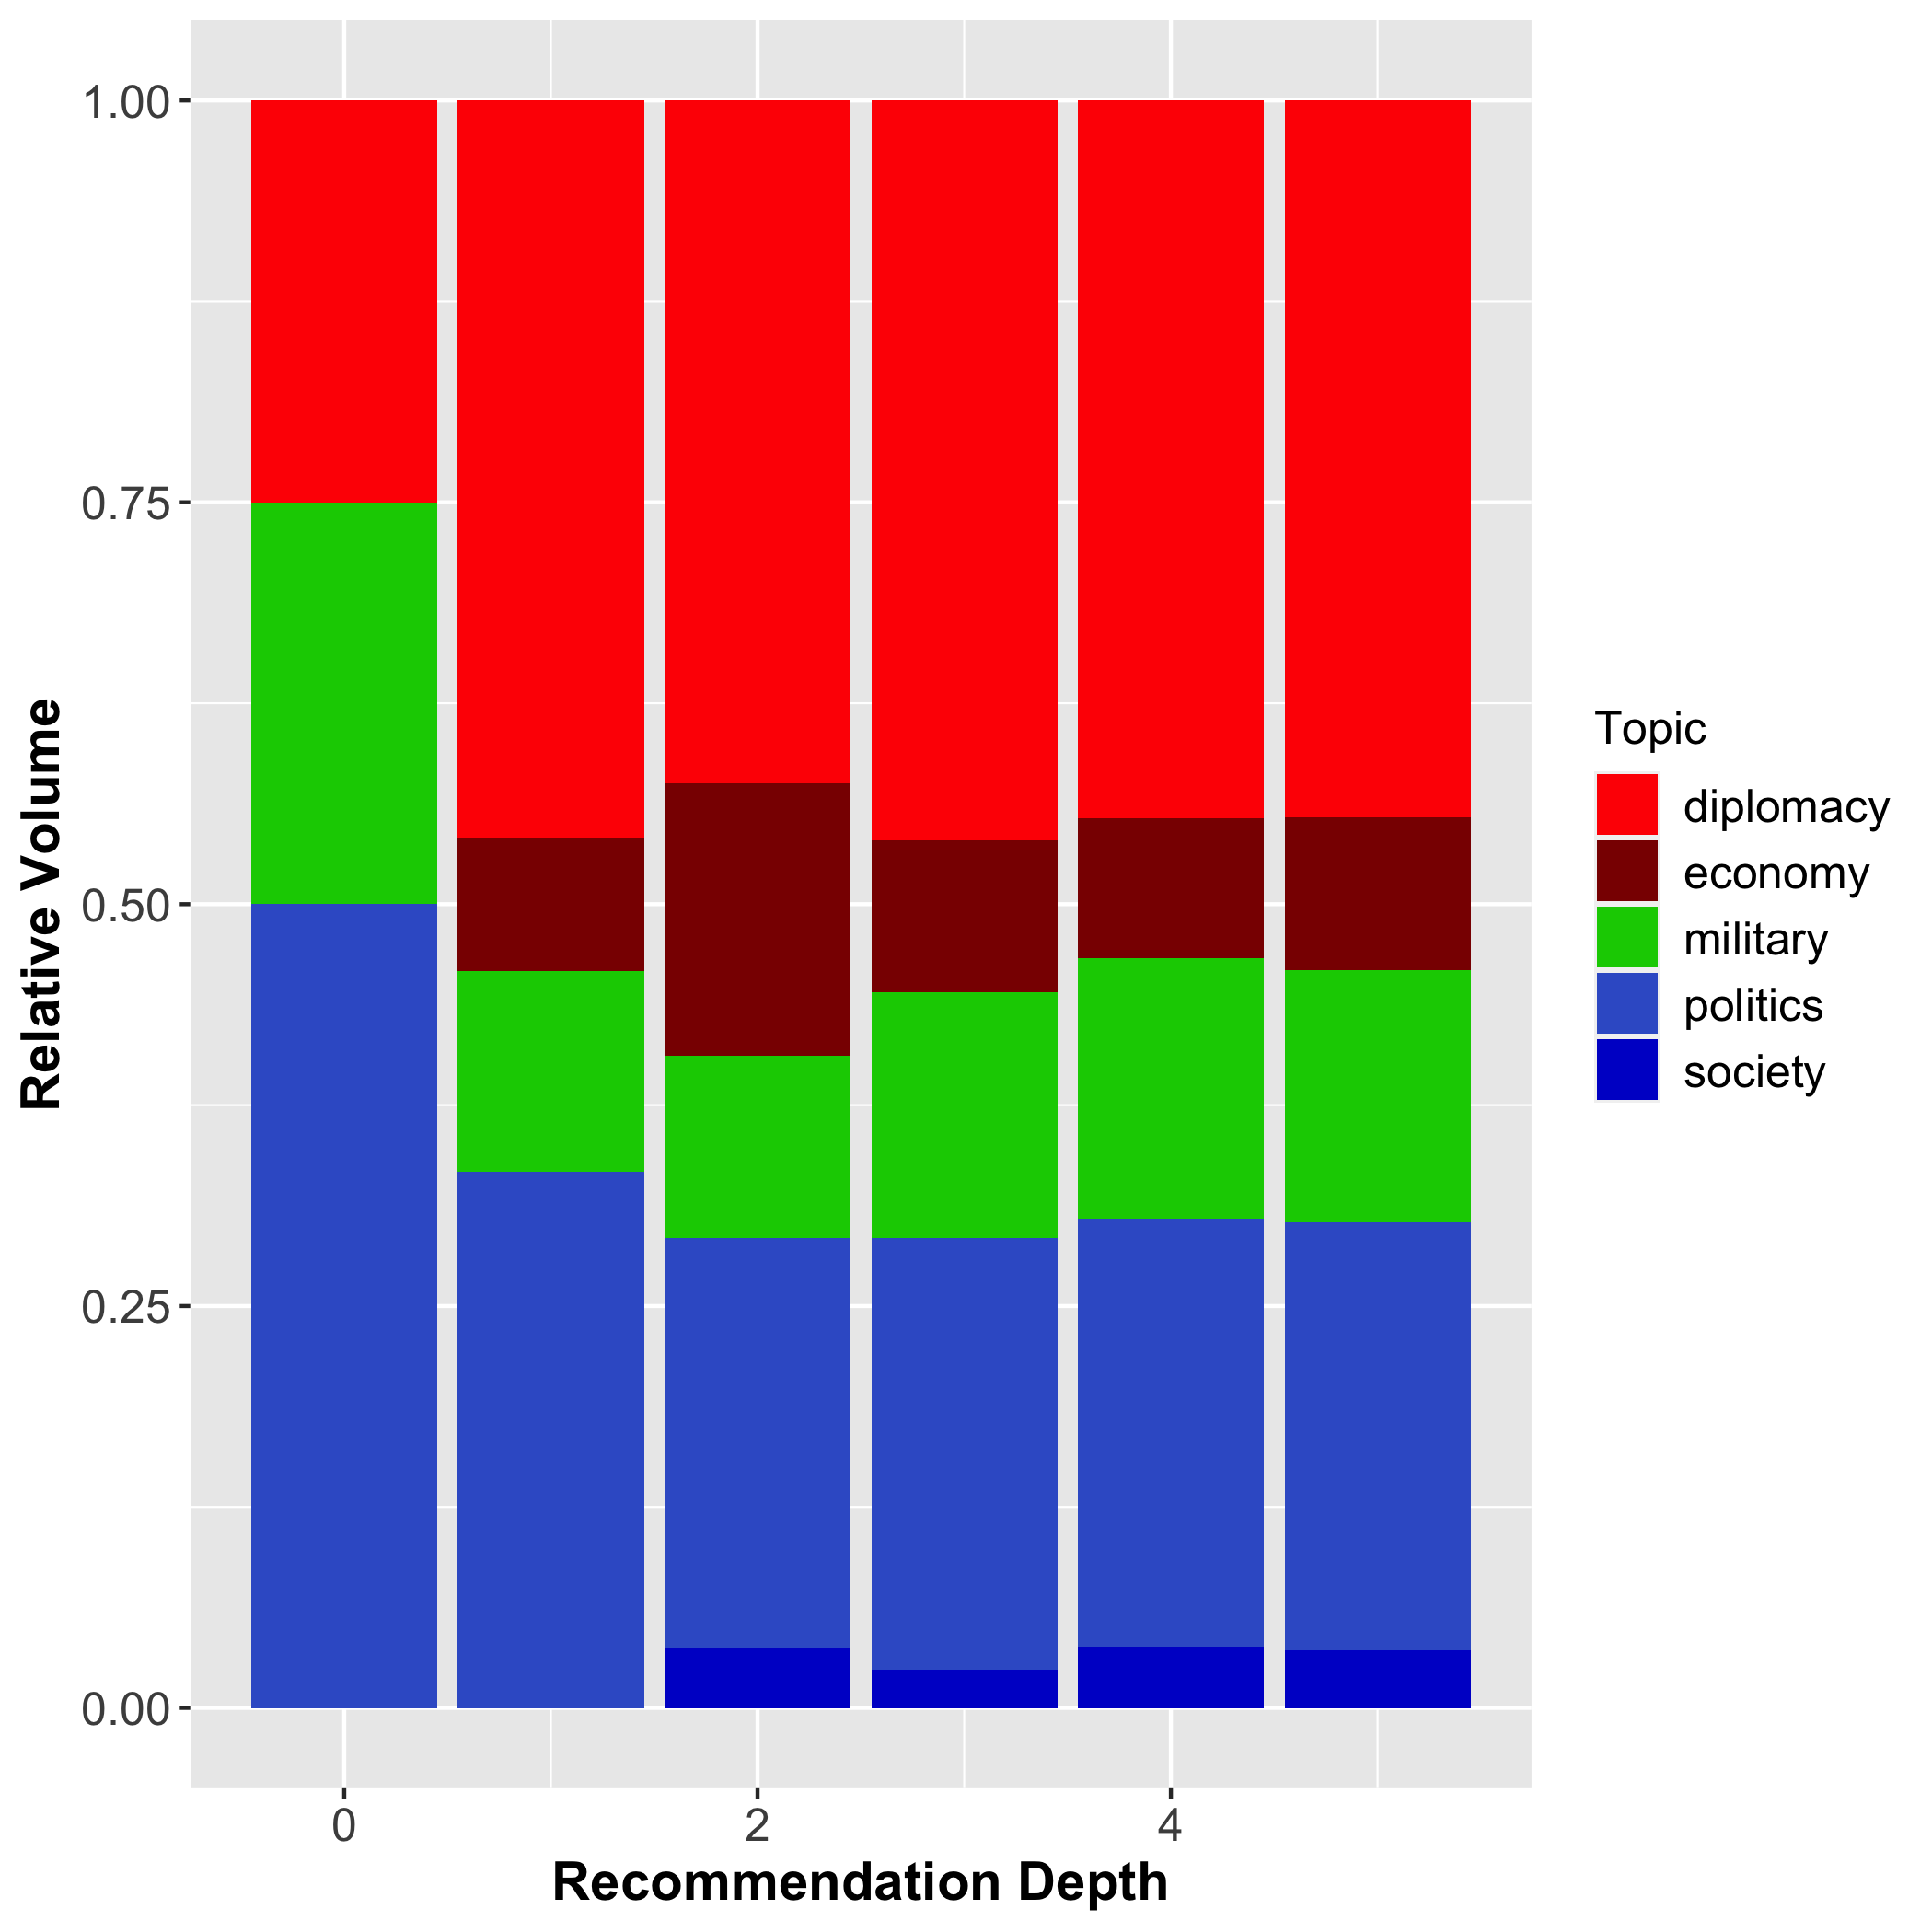 1.00
0.75
0.50
0.25
0.00
Relative Volume
0
2
4
Recommendation Depth
Topic
diplomacy
economy
military
politics
society